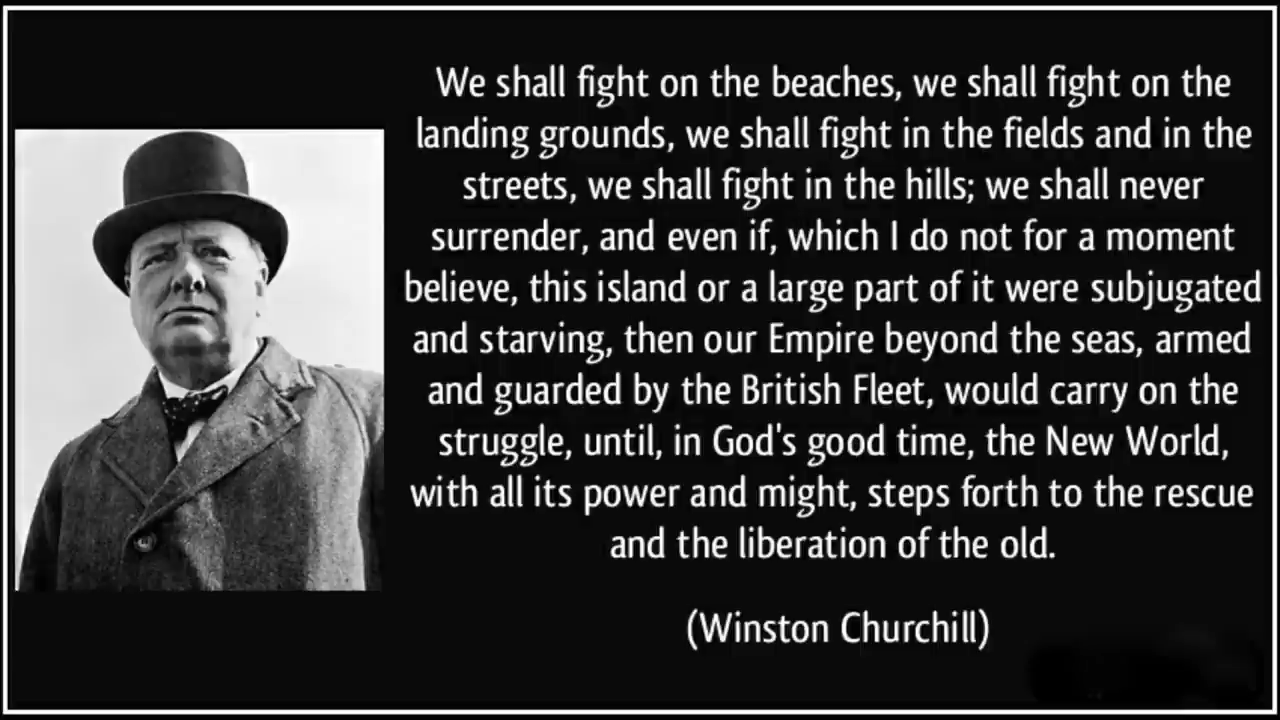 We shall fight on the beaches, we shall fight on the
landing grounds, we shall fight in the fields and in the
streets, we shall fight in the hills; we shall never
surrender, and even if, which I do not for a moment
believe, this island or a large part of it were subjugated
and starving, then our Empire beyond the seas, armed
and guarded by the British Fleet, would carry on the
struggle, until, in God's good time, the New World,
with all its power and might, steps forth to the rescue
and the liberation of the old.
(Winston Churchill)